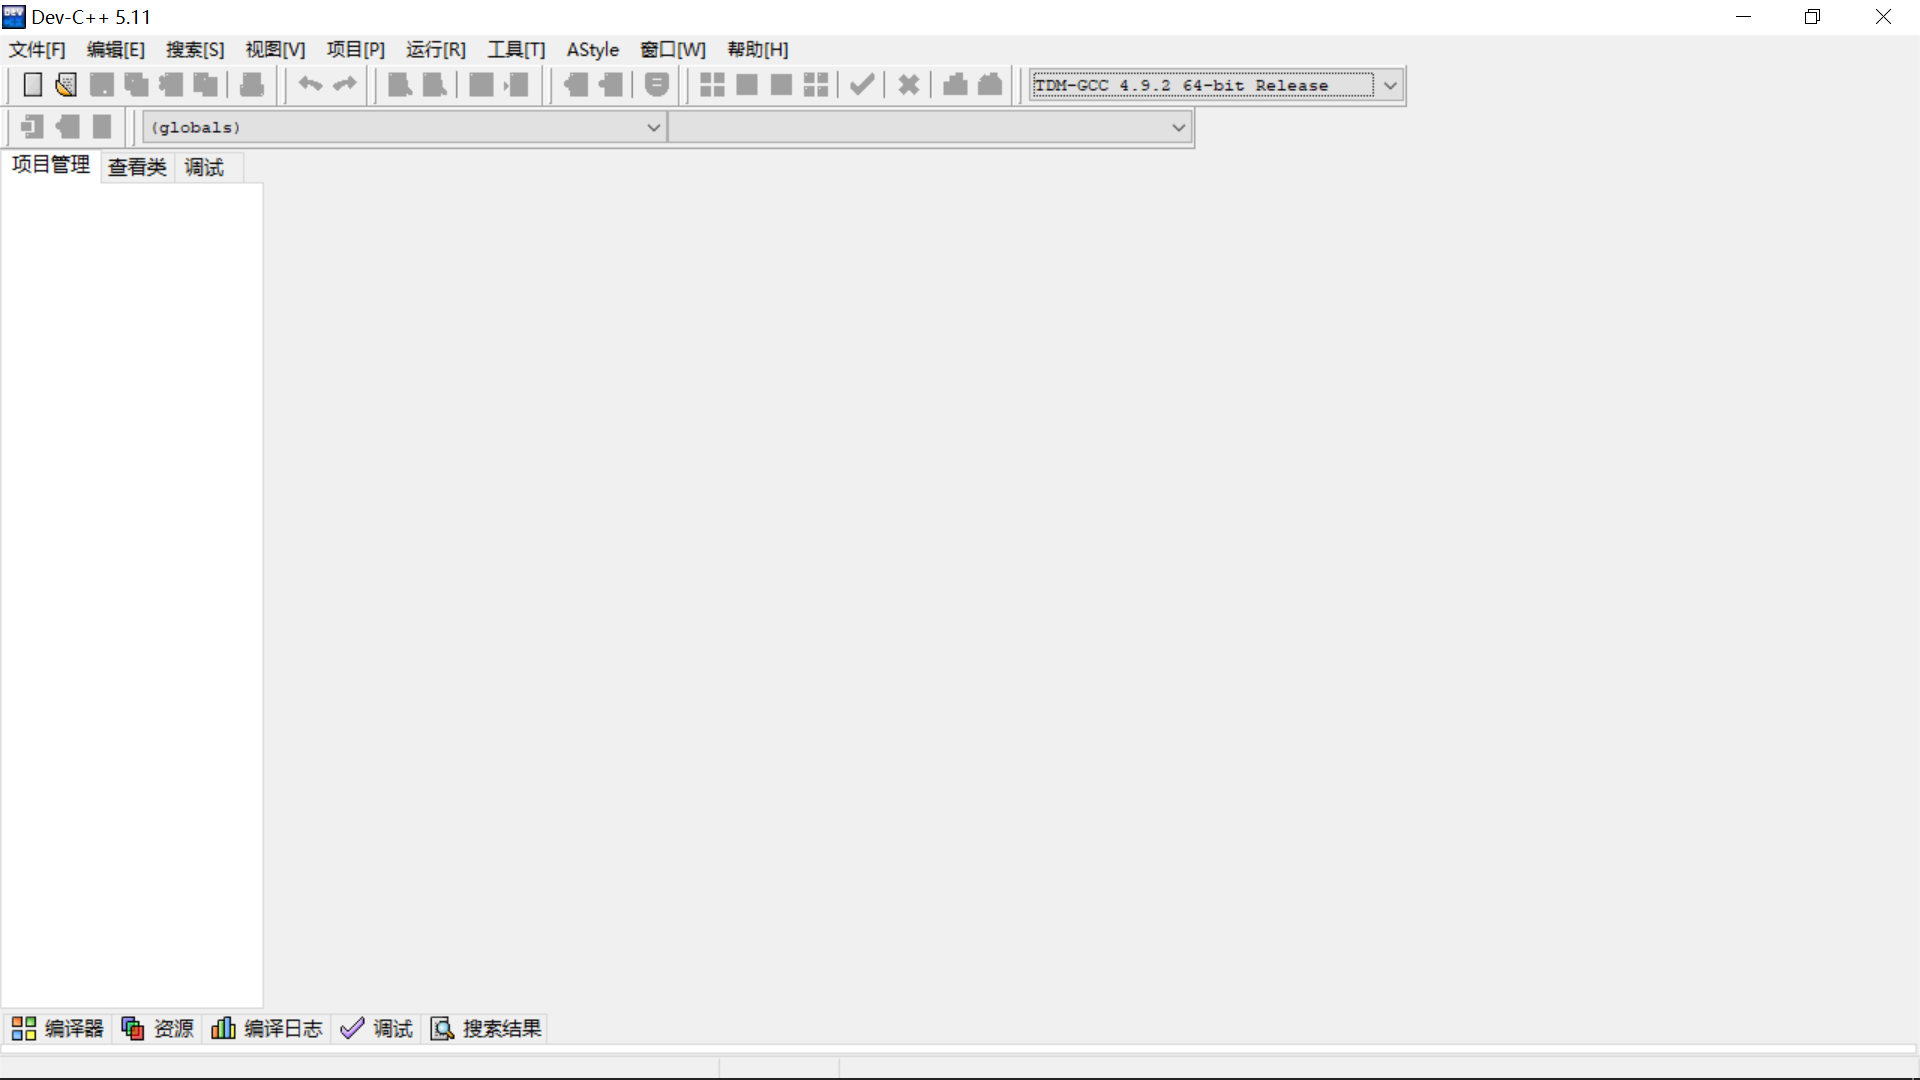 Dev-C++ 5.11
文件[F] 编辑[E] 搜索[S] 视图[V] 项目[P] 运行[R] 工具[T] AStyle 窗口[W] 帮助[H]
TDM-GCC 4.9.2 64-bit Release
(globals)
项目管理 查看类 调试
编译器 资源 编译日志 调试 搜索结果